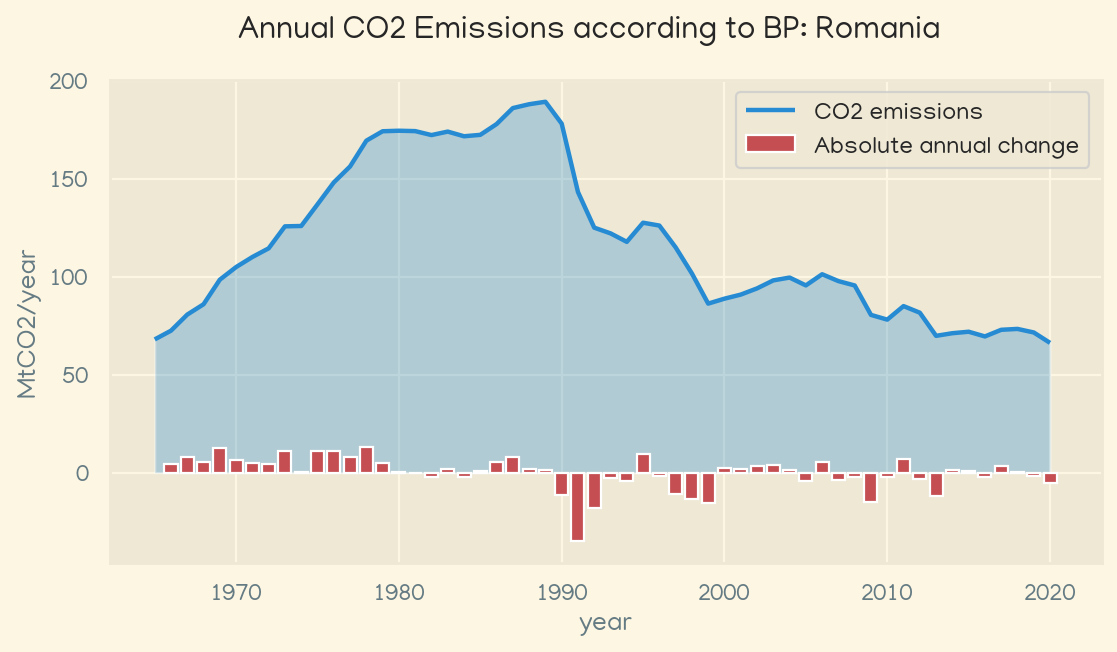 Annual CO2 Emissions according to BP: Romania
200
150
100
50
0
MtCO2/year
CO2 emissions
Absolute annual change
1970 1980 1990 2000 2010 2020
year